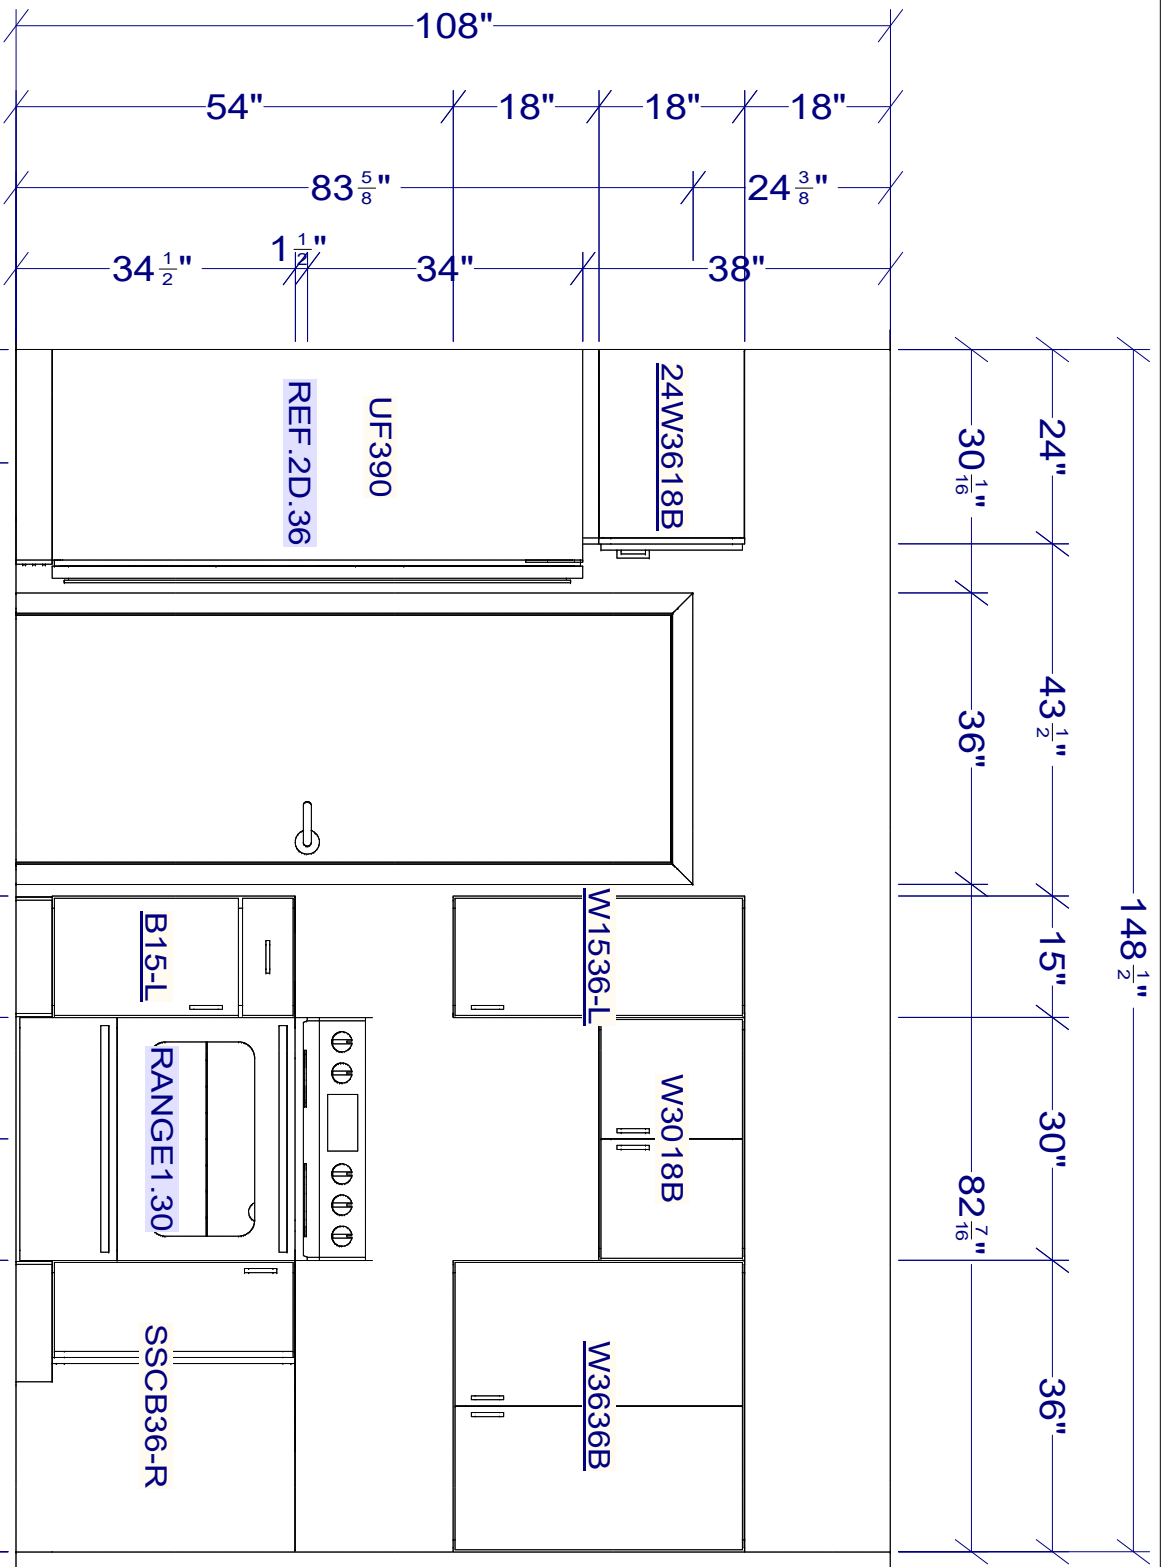 108"
54"
18"
18"
18"
83 5/8"
24 3/8"
34 1/2"
1 1/2"
34"
38"
148 1/2"
24"
43 1/2"
15"
30"
36"
30 1/16"
36"
82 7/16"
24W3618B
UF390
REF.2D.36
W1536-L
W3018B
W3636B
B15-L
RANGE1.30
SSCB36-R